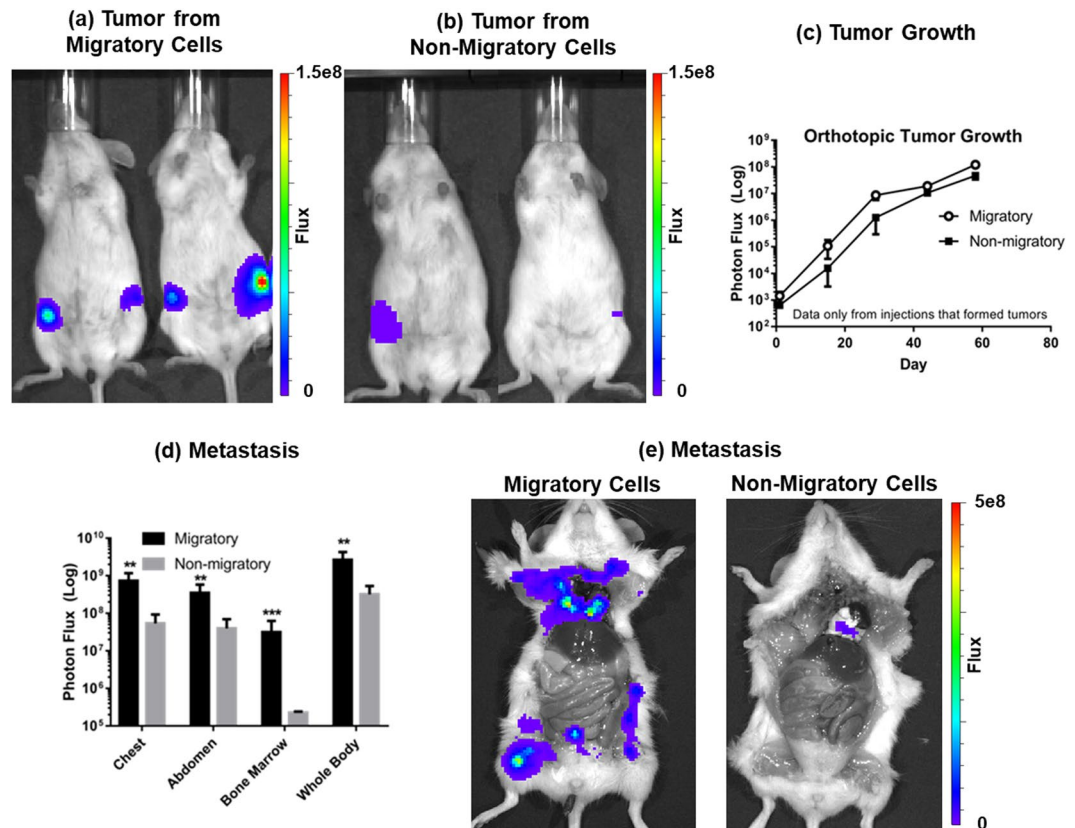 (a) Tumor from
Migratory Cells
1.5e8
Flux
0
(b) Tumor from
Non-Migratory Cells
1.5e8
Flux
0
(c) Tumor Growth
Orthotopic Tumor Growth
Photon Flux (Log)
10⁹
10⁸
10⁷
10⁶
10⁵
10⁴
10³
10²
Migratory
Non-migratory
Data only from injections that formed tumors
0 20 40 60 80
Day
(d) Metastasis
Photon Flux (Log)
10¹⁰
10⁹
10⁸
10⁷
10⁶
10⁵
Migratory
Non-migratory
** ** *** **
Chest
Abdomen
Bone Marrow
Whole Body
(e) Metastasis
Migratory Cells
Non-Migratory Cells
5e8
Flux
0